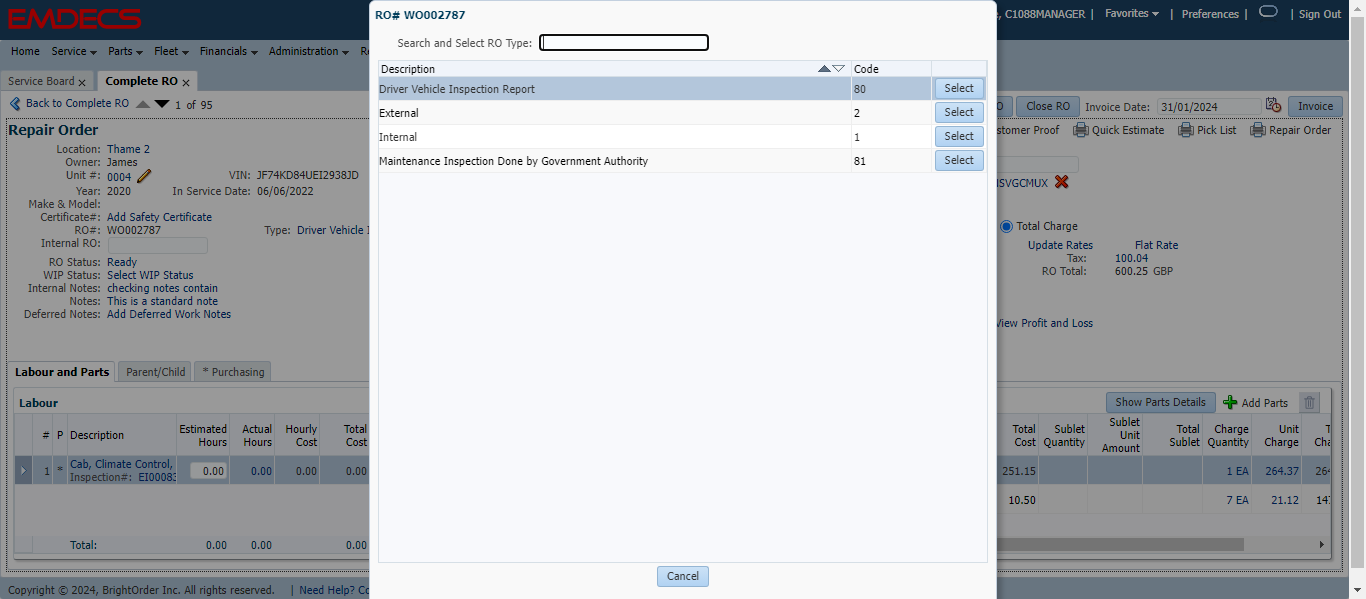 EMDECS
, C1088MANAGER | Favorites | Preferences | | Sign Out
Home Service Parts Fleet Financials Administration
Service Board x Complete RO x
Back to Complete RO 1 of 95
Close RO Invoice Date: 31/01/2024 Invoice
Repair Order
stomer Proof Quick Estimate Pick List Repair Order
Location: Thame 2
Owner: James
Unit #: 0004 VIN: JF74KD84UEI2938JD
Year: 2020 In Service Date: 06/06/2022
Make & Model:
Certificate#: Add Safety Certificate
RO#: WO002787 Type: Driver Vehicle I
Internal RO:
RO Status: Ready
WIP Status: Select WIP Status
Internal Notes: checking notes contain
Notes: This is a standard note
Deferred Notes: Add Deferred Work Notes
RO# WO002787
Search and Select RO Type:
Description Code
Driver Vehicle Inspection Report 80 Select
External 2 Select
Internal 1 Select
Maintenance Inspection Done by Government Authority 81 Select
Cancel
SVGCMUX
Total Charge
Update Rates Flat Rate
Tax: 100.04
RO Total: 600.25 GBP
View Profit and Loss
Labour and Parts Parent/Child * Purchasing
Labour
# P Description Estimated Hours Actual Hours Hourly Cost Total Cost
1 * Cab, Climate Control, 0.00 0.00 0.00 0.00
Inspection#: EI00083
Total: 0.00 0.00 0.00
Show Parts Details Add Parts
Total Cost Sublet Quantity Sublet Unit Amount Total Sublet Charge Quantity Unit Charge
251.15 1 EA 264.37 264
10.50 7 EA 21.12 147
Copyright © 2024, BrightOrder Inc. All rights reserved. | Need Help? Co